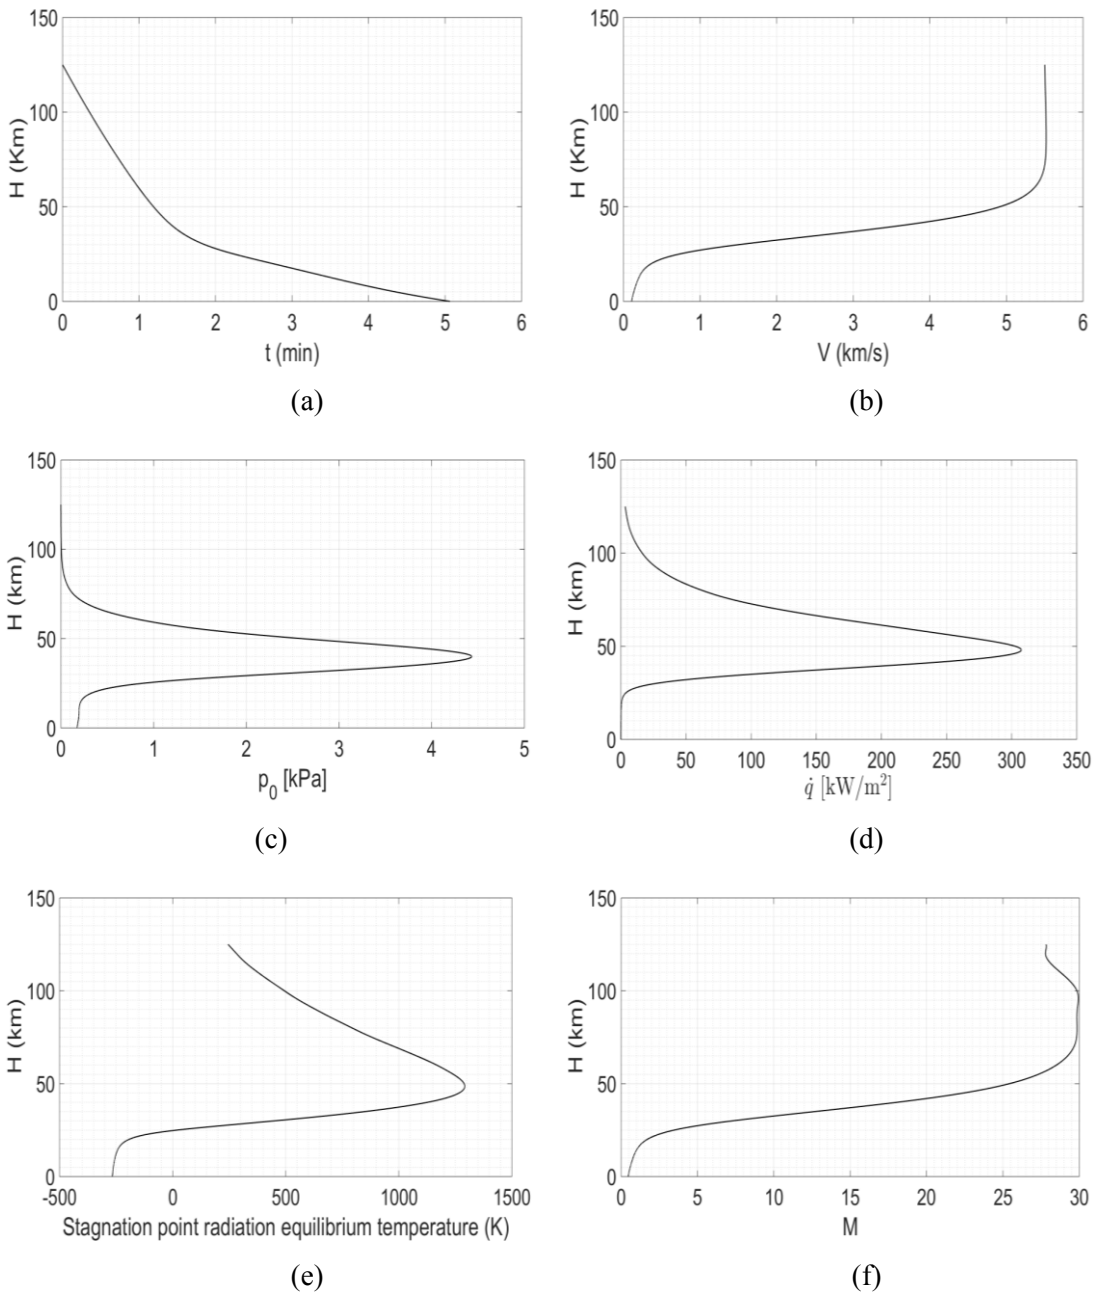 150
100
50
0
H (Km)
0 1 2 3 4 5 6
t (min)
(a)
150
100
50
0
H (Km)
0 1 2 3 4 5 6
V (km/s)
(b)
150
100
50
0
H (km)
0 1 2 3 4 5
p0 [kPa]
(c)
150
100
50
0
H (km)
0 50 100 150 200 250 300 350
q̇ [kW/m²]
(d)
150
100
50
0
H (km)
-500 0 500 1000 1500
Stagnation point radiation equilibrium temperature (K)
(e)
150
100
50
0
H (km)
0 5 10 15 20 25 30
M
(f)